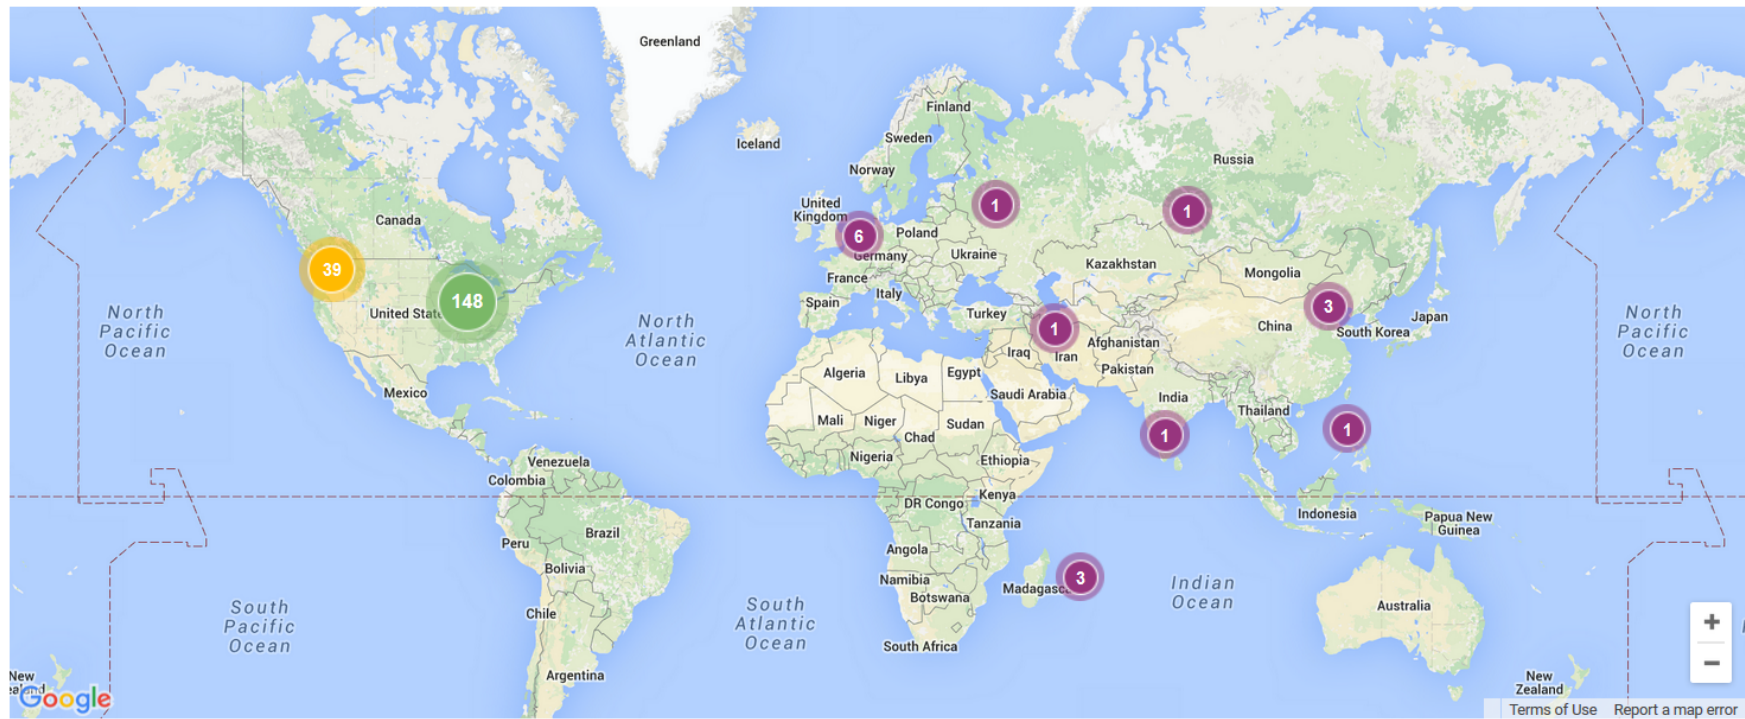 Greenland
Iceland
Finland
Sweden
Norway
Russia
Canada
United
Kingdom
1
1
6
Poland
Germany
Ukraine
Kazakhstan
Mongolia
France
39
148
United State
Spain
Italy
Turkey
1
Iraq
Iran
Afghanistan
Pakistan
China
3
South Korea
Japan
North
Pacific
Ocean
North
Atlantic
Ocean
North
Pacific
Ocean
Mexico
Algeria
Libya
Egypt
Saudi Arabia
India
Thailand
Mali
Niger
Chad
Sudan
1
1
Nigeria
Ethiopia
Venezuela
Colombia
DR Congo
Kenya
Tanzania
Indonesia
Papua New
Guinea
Peru
Brazil
Bolivia
Angola
Namibia
Botswana
Madagasc
3
Indian
Ocean
South
Pacific
Ocean
Chile
South
Atlantic
Ocean
Australia
South Africa
Argentina
New
Zealand
New
ealand
Google
+
−
Terms of Use
Report a map error